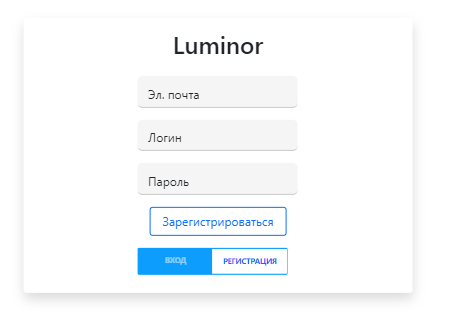 Luminor
Эл. почта
Логин
Пароль
Зарегистрироваться
ВХОД РЕГИСТРАЦИЯ